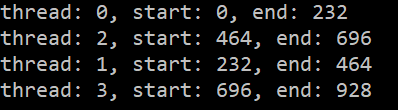 thread: 0, start: 0, end: 232
thread: 2, start: 464, end: 696
thread: 1, start: 232, end: 464
thread: 3, start: 696, end: 928